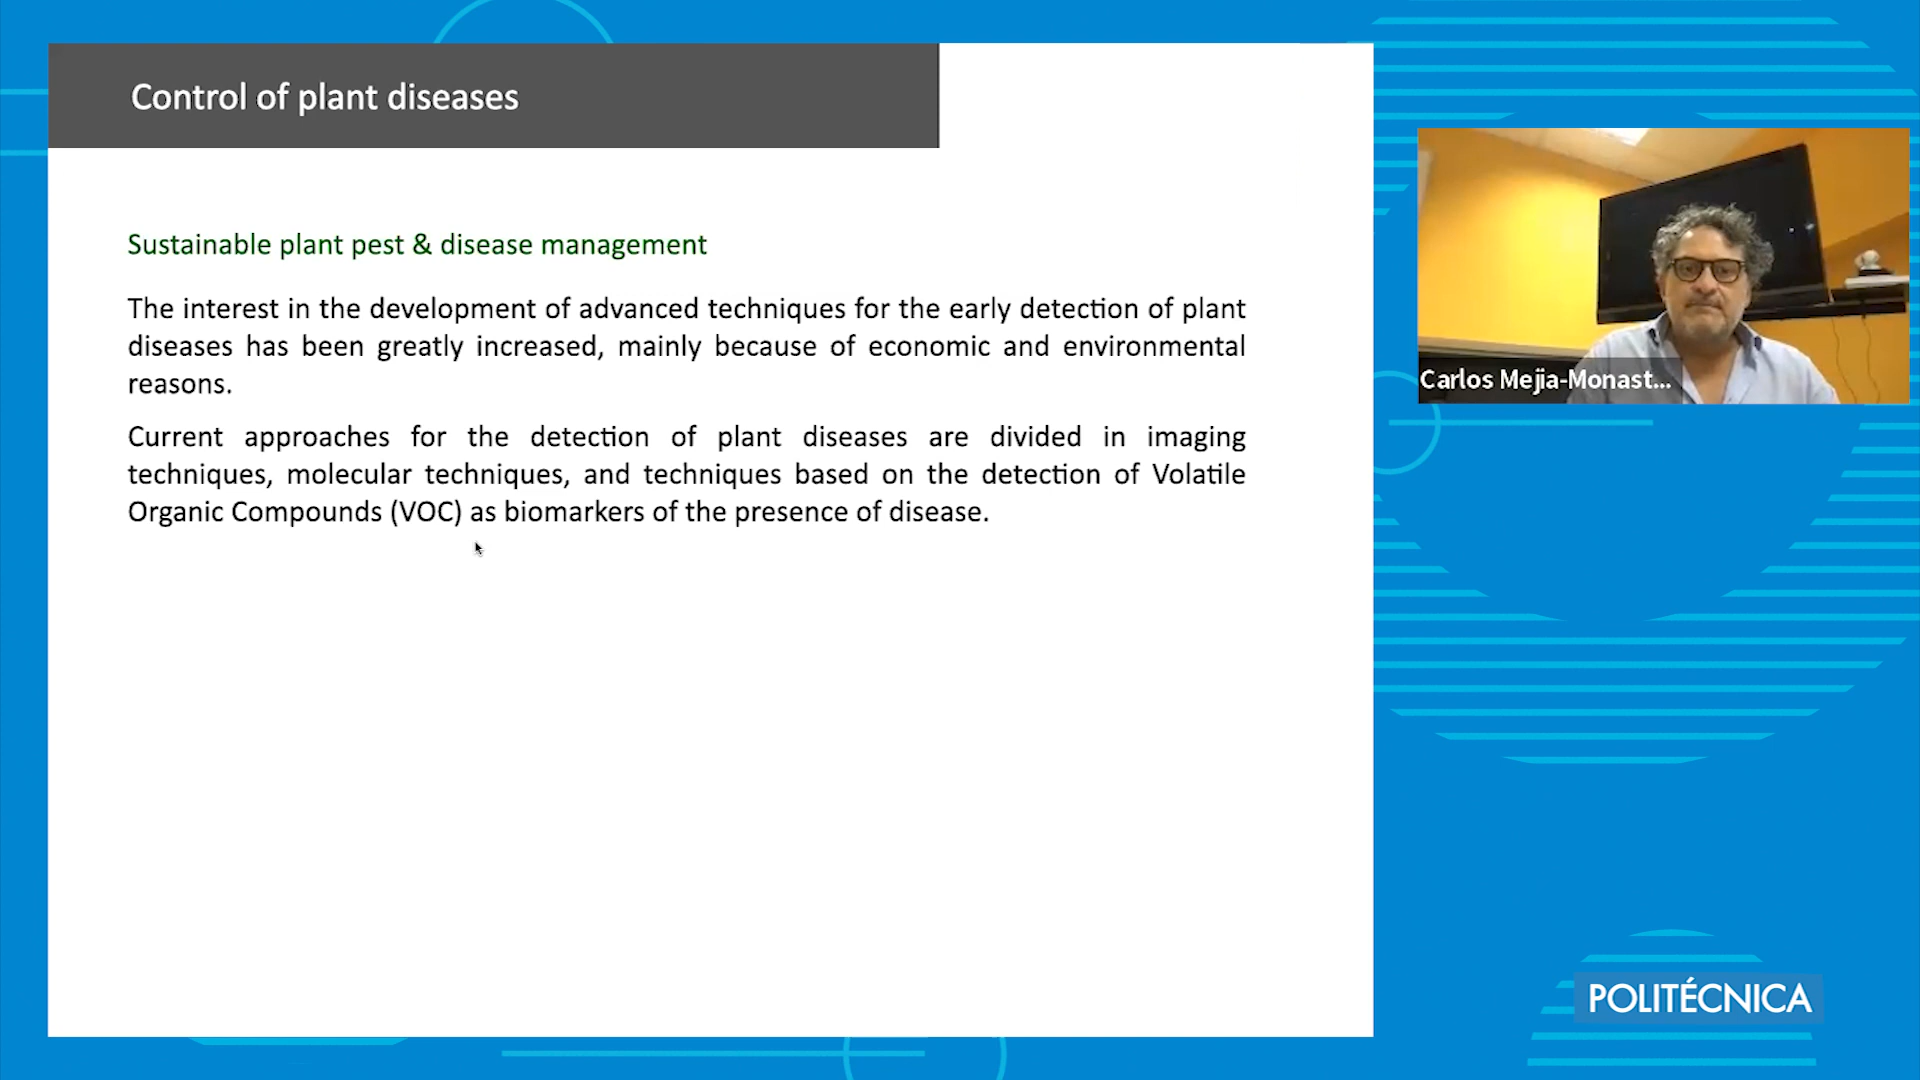 Control of plant diseases
Sustainable plant pest & disease management
The interest in the development of advanced techniques for the early detection of plant
diseases has been greatly increased, mainly because of economic and environmental
reasons.
Current approaches for the detection of plant diseases are divided in imaging
techniques, molecular techniques, and techniques based on the detection of Volatile
Organic Compounds (VOC) as biomarkers of the presence of disease.
Carlos Mejia-Monast...
POLITÉCNICA